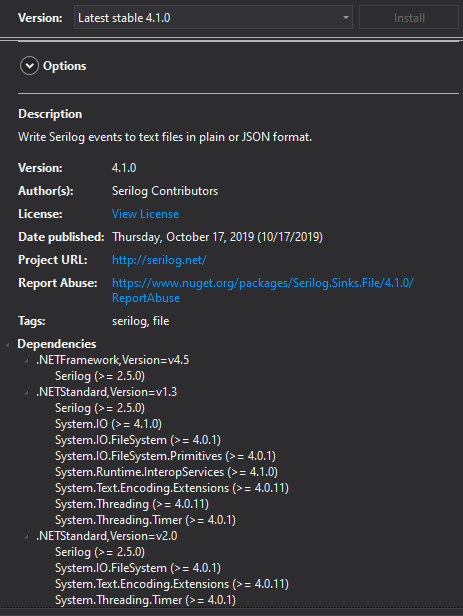 Version: Latest stable 4.1.0 Install
Options
Description
Write Serilog events to text files in plain or JSON format.
Version: 4.1.0
Author(s): Serilog Contributors
License: View License
Date published: Thursday, October 17, 2019 (10/17/2019)
Project URL: http://serilog.net/
Report Abuse: https://www.nuget.org/packages/Serilog.Sinks.File/4.1.0/
ReportAbuse
Tags: serilog, file
Dependencies
.NETFramework,Version=v4.5
Serilog (>= 2.5.0)
.NETStandard,Version=v1.3
Serilog (>= 2.5.0)
System.IO (>= 4.1.0)
System.IO.FileSystem (>= 4.0.1)
System.IO.FileSystem.Primitives (>= 4.0.1)
System.Runtime.InteropServices (>= 4.1.0)
System.Text.Encoding.Extensions (>= 4.0.11)
System.Threading (>= 4.0.11)
System.Threading.Timer (>= 4.0.1)
.NETStandard,Version=v2.0
Serilog (>= 2.5.0)
System.IO.FileSystem (>= 4.0.1)
System.Text.Encoding.Extensions (>= 4.0.11)
System.Threading.Timer (>= 4.0.1)